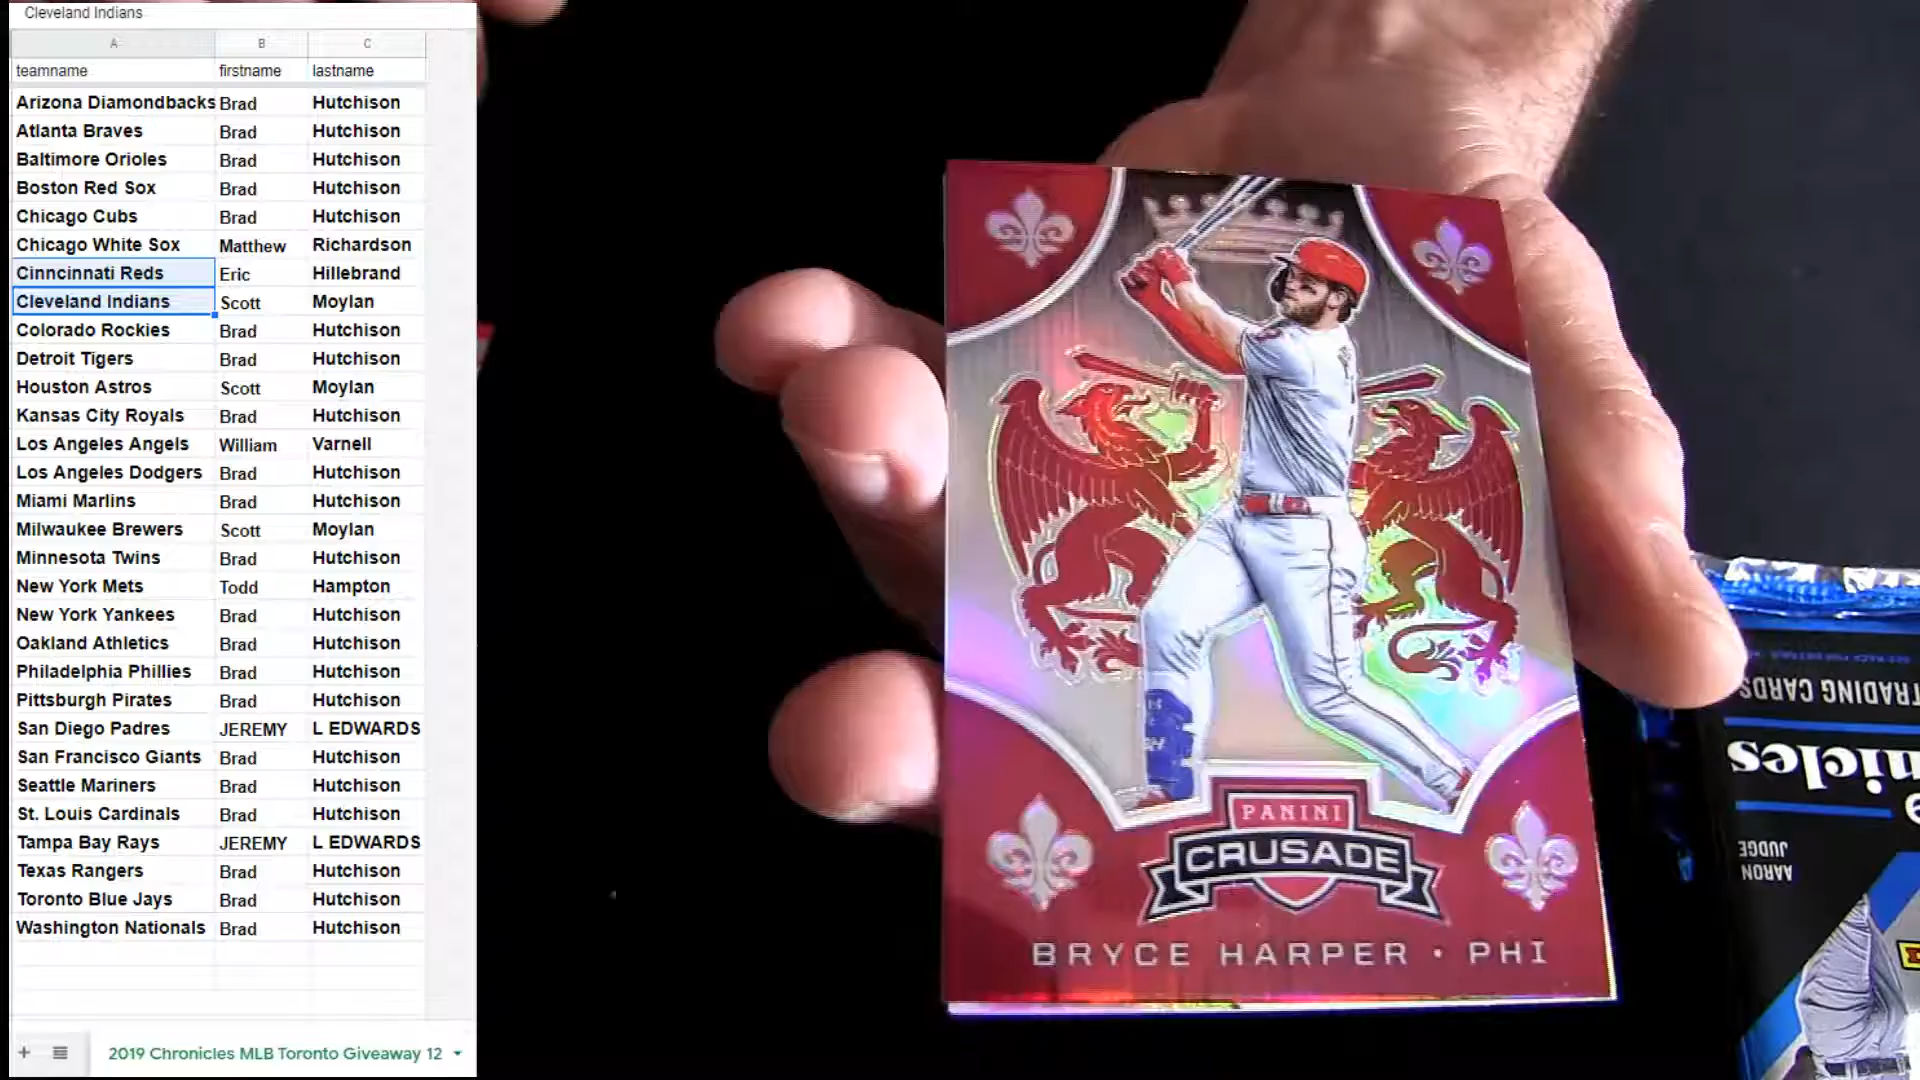 Cleveland Indians
A B C
teamname firstname lastname
Arizona Diamondbacks Brad Hutchison
Atlanta Braves Brad Hutchison
Baltimore Orioles Brad Hutchison
Boston Red Sox Brad Hutchison
Chicago Cubs Brad Hutchison
Chicago White Sox Matthew Richardson
Cinncinnati Reds Eric Hillebrand
Cleveland Indians Scott Moylan
Colorado Rockies Brad Hutchison
Detroit Tigers Brad Hutchison
Houston Astros Scott Moylan
Kansas City Royals Brad Hutchison
Los Angeles Angels William Varnell
Los Angeles Dodgers Brad Hutchison
Miami Marlins Brad Hutchison
Milwaukee Brewers Scott Moylan
Minnesota Twins Brad Hutchison
New York Mets Todd Hampton
New York Yankees Brad Hutchison
Oakland Athletics Brad Hutchison
Philadelphia Phillies Brad Hutchison
Pittsburgh Pirates Brad Hutchison
San Diego Padres JEREMY L EDWARDS
San Francisco Giants Brad Hutchison
Seattle Mariners Brad Hutchison
St. Louis Cardinals Brad Hutchison
Tampa Bay Rays JEREMY L EDWARDS
Texas Rangers Brad Hutchison
Toronto Blue Jays Brad Hutchison
Washington Nationals Brad Hutchison
2019 Chronicles MLB Toronto Giveaway 12
PANINI
CRUSADE
BRYCE HARPER · PHI
TRADING CARDS
nicles
AARON
JUDGE